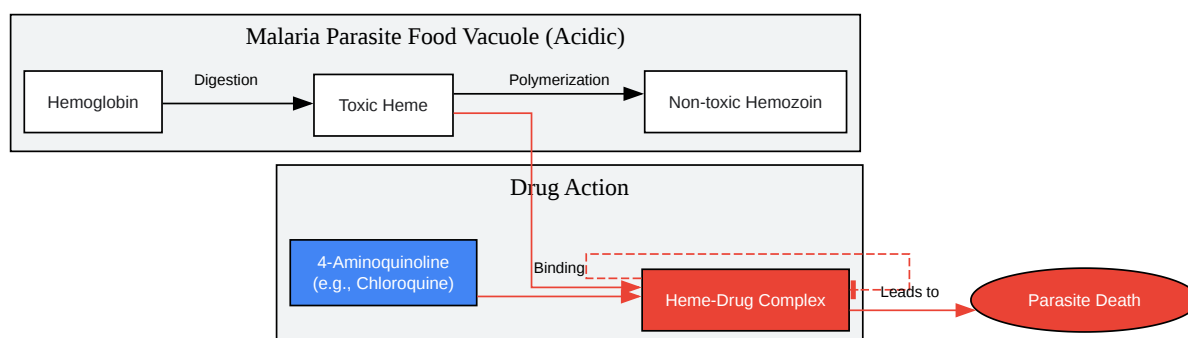 Malaria Parasite Food Vacuole (Acidic)
Hemoglobin
Digestion
Toxic Heme
Polymerization
Non-toxic Hemozoin
Drug Action
4-Aminoquinoline
(e.g., Chloroquine)
Binding
Heme-Drug Complex
Leads to
Parasite Death